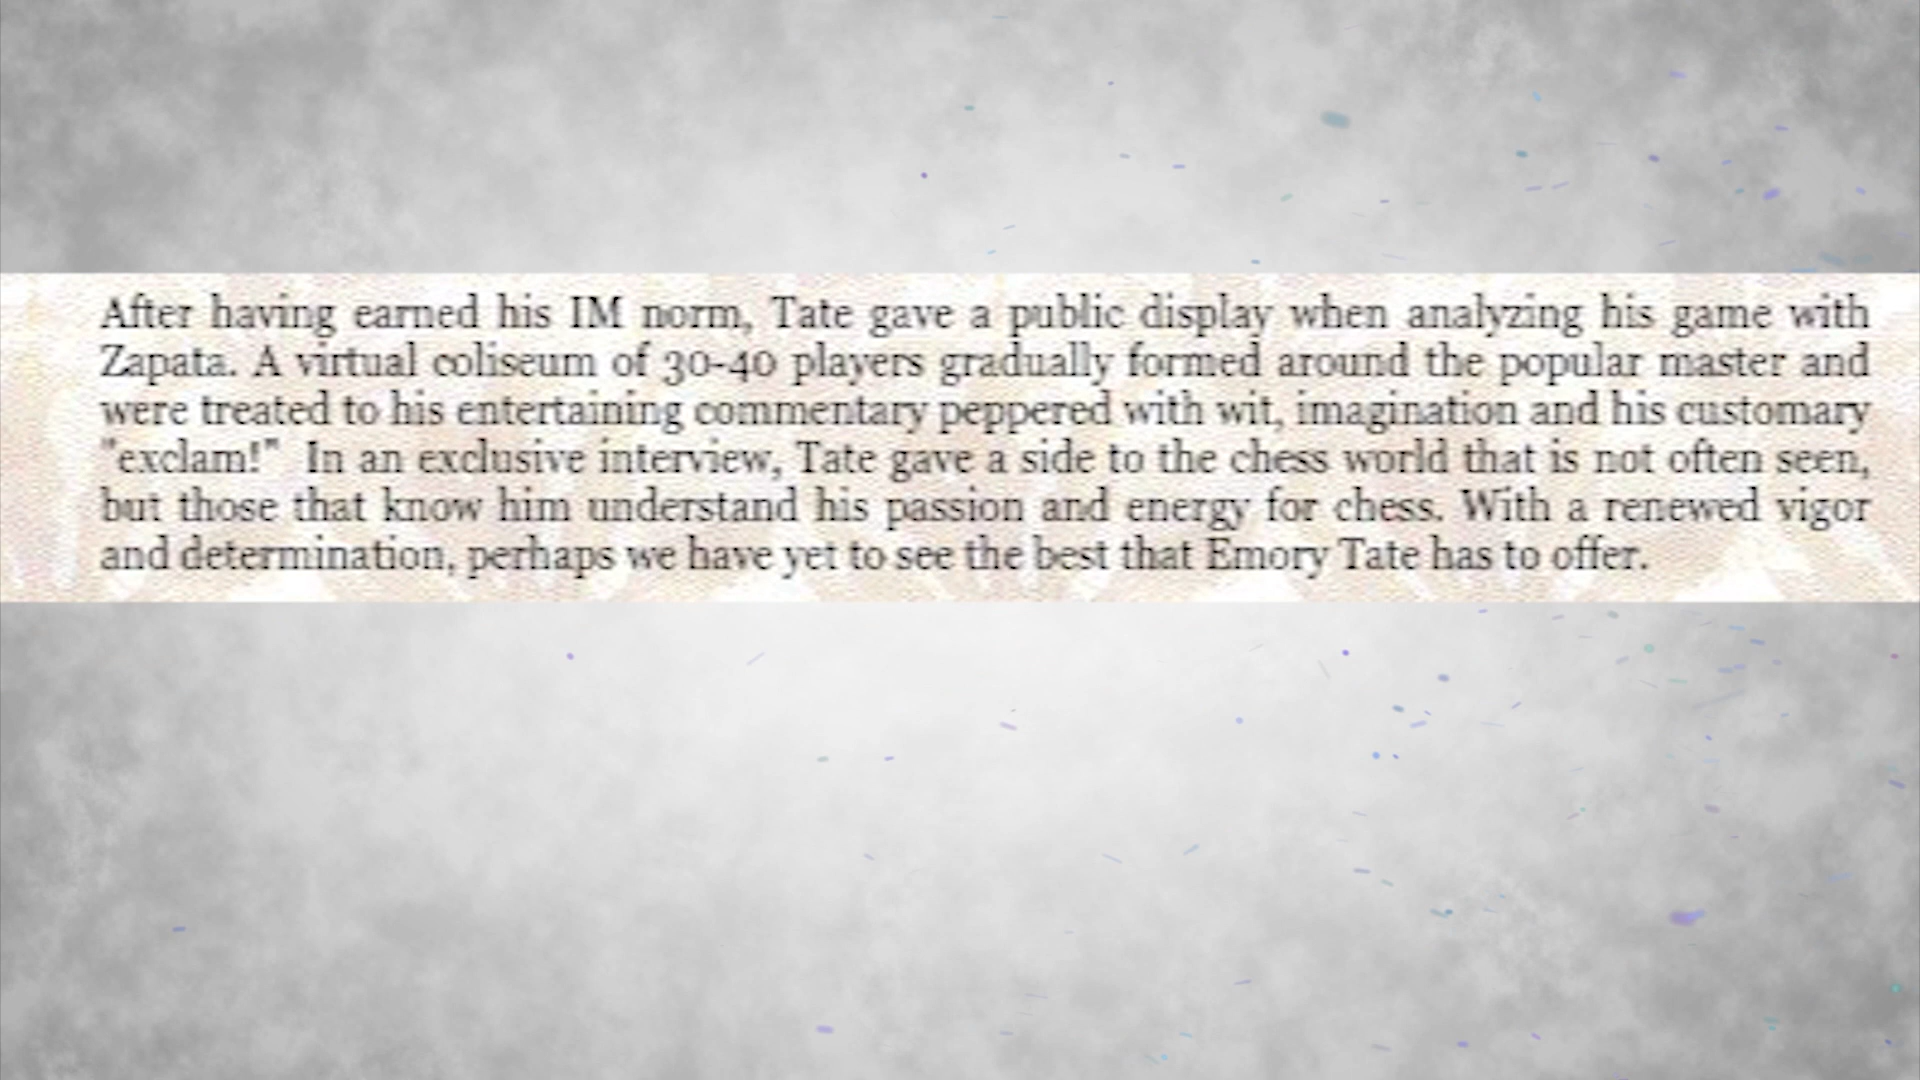 After having earned his IM norm, Tate gave a public display when analyzing his game with
Zapata. A virtual coliseum of 30-40 players gradually formed around the popular master and
were treated to his entertaining commentary peppered with wit, imagination and his customary
"exclam!"  In an exclusive interview, Tate gave a side to the chess world that is not often seen,
but those that know him understand his passion and energy for chess. With a renewed vigor
and determination, perhaps we have yet to see the best that Emory Tate has to offer.